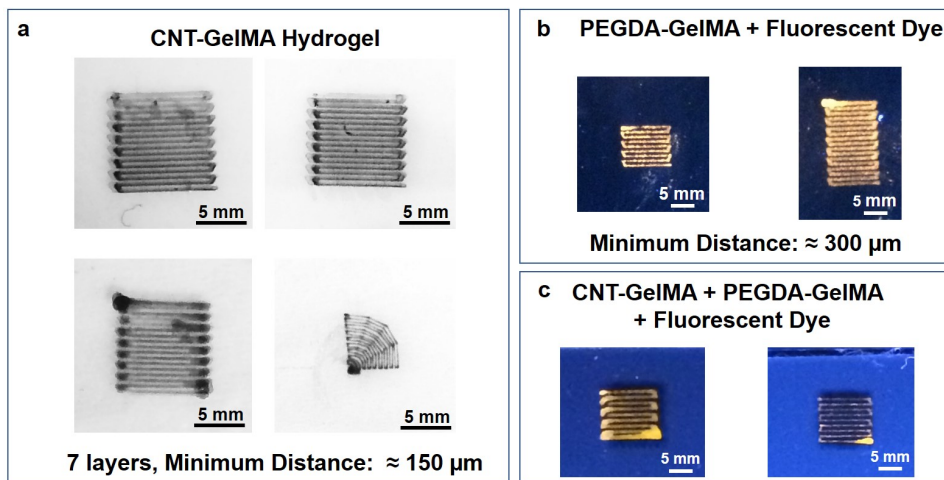 a
CNT-GelMA Hydrogel
5 mm
5 mm
5 mm
5 mm
7 layers, Minimum Distance: ≈ 150 µm
b
PEGDA-GelMA + Fluorescent Dye
5 mm
5 mm
Minimum Distance: ≈ 300 µm
c
CNT-GelMA + PEGDA-GelMA
+ Fluorescent Dye
5 mm
5 mm